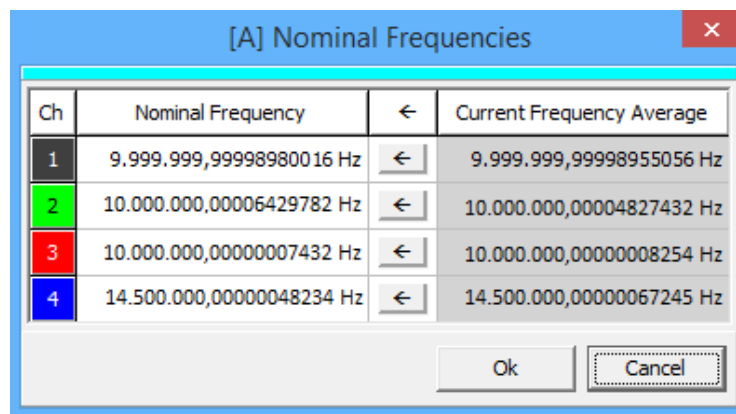 [A] Nominal Frequencies
Ch Nominal Frequency ← Current Frequency Average
1 9.999.999,99998980016 Hz ← 9.999.999,99998955056 Hz
2 10.000.000,00006429782 Hz ← 10.000.000,00004827432 Hz
3 10.000.000,00000007432 Hz ← 10.000.000,00000008254 Hz
4 14.500.000,00000048234 Hz ← 14.500.000,00000067245 Hz
Ok Cancel